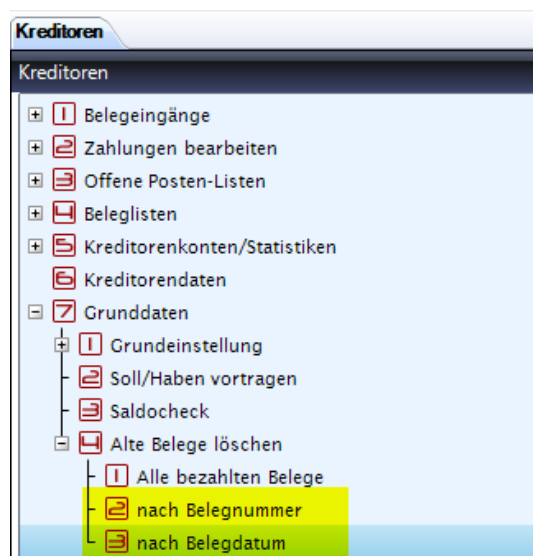 Kreditoren
Kreditoren
1 Belegeingänge
2 Zahlungen bearbeiten
3 Offene Posten-Listen
4 Beleglisten
5 Kreditorenkonten/Statistiken
6 Kreditorendaten
7 Grunddaten
1 Grundeinstellung
2 Soll/Haben vortragen
3 Saldocheck
4 Alte Belege löschen
1 Alle bezahlten Belege
2 nach Belegnummer
3 nach Belegdatum